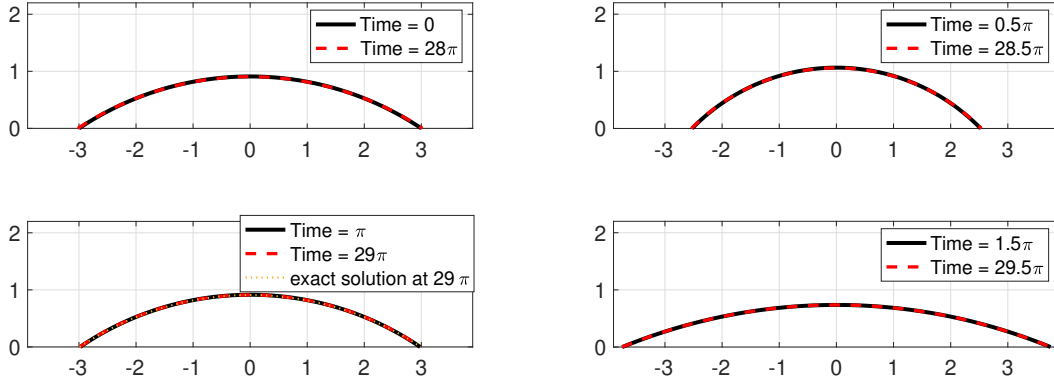 2
1
0
-3 -2 -1 0 1 2 3
Time = 0
Time = 28π
2
1
0
-3 -2 -1 0 1 2 3
Time = 0.5π
Time = 28.5π
2
1
0
-3 -2 -1 0 1 2 3
Time = π
Time = 29π
exact solution at 29 π
2
1
0
-3 -2 -1 0 1 2 3
Time = 1.5π
Time = 29.5π